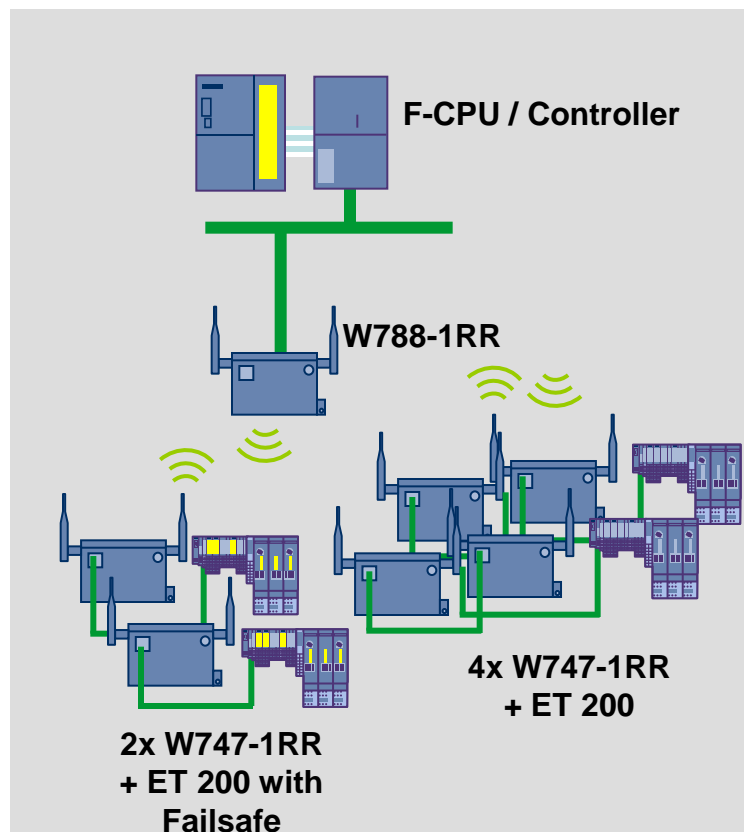 F-CPU / Controller
W788-1RR
4x W747-1RR
+ ET 200
2x W747-1RR
+ ET 200 with
Failsafe